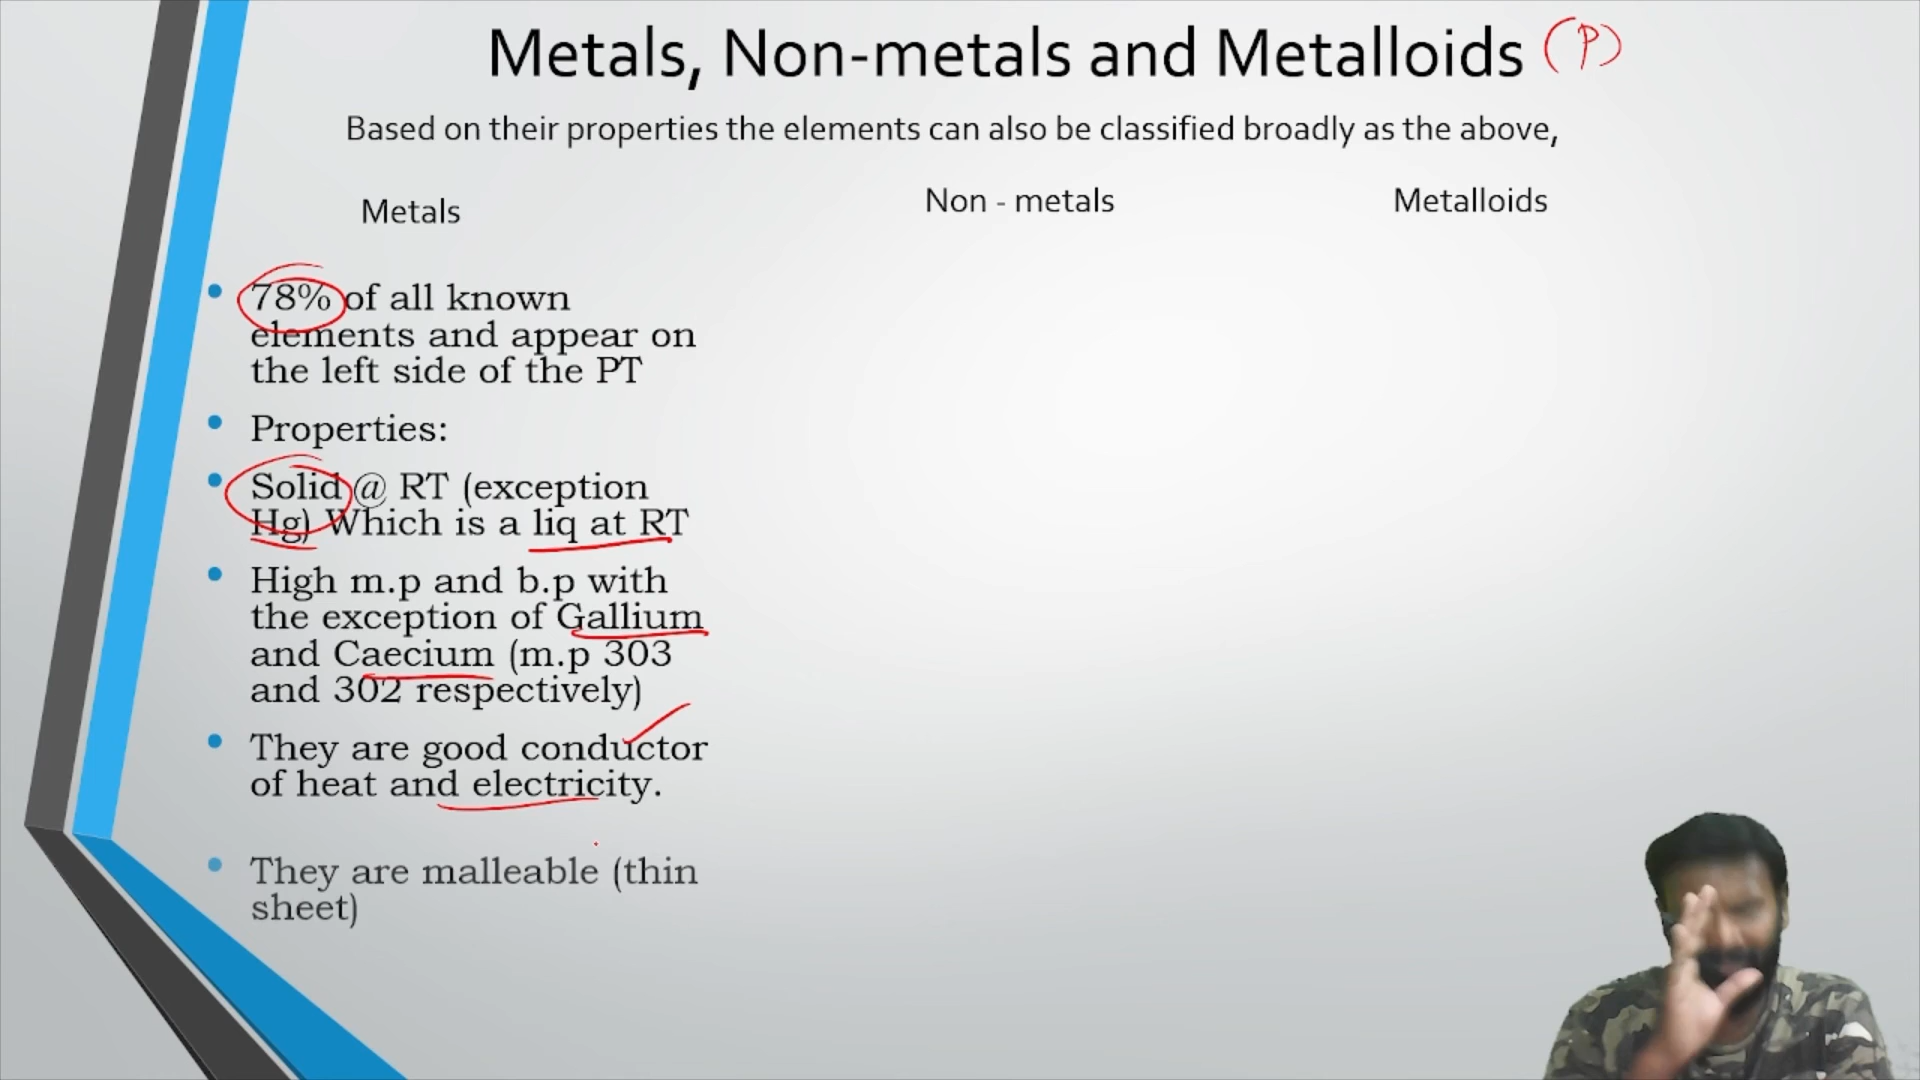 Metals, Non-metals and Metalloids (P)
Based on their properties the elements can also be classified broadly as the above,
Metals
Non - metals
Metalloids
• 78% of all known
elements and appear on
the left side of the PT
• Properties:
• Solid @ RT (exception
Hg) Which is a liq at RT
• High m.p and b.p with
the exception of Gallium
and Caecium (m.p 303
and 302 respectively)
• They are good conductor
of heat and electricity.
• They are malleable (thin
sheet)